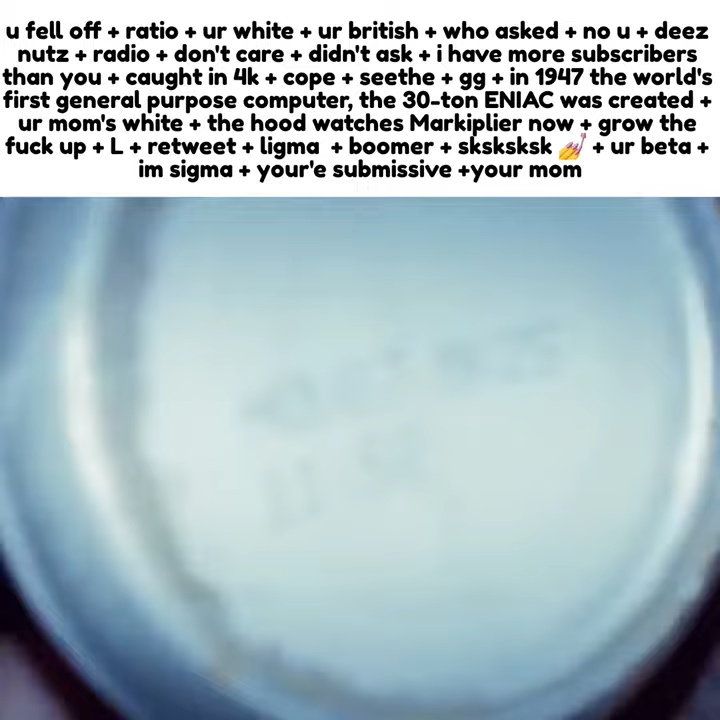 u fell off + ratio + ur white + ur british + who asked + no u + deez
nutz + radio + don't care + didn't ask + i have more subscribers
than you + caught in 4k + cope + seethe + gg + in 1947 the world's
first general purpose computer, the 30-ton ENIAC was created +
ur mom's white + the hood watches Markiplier now + grow the
fuck up + L + retweet + ligma + boomer + sksksksk 💅 + ur beta +
im sigma + your'e submissive +your mom